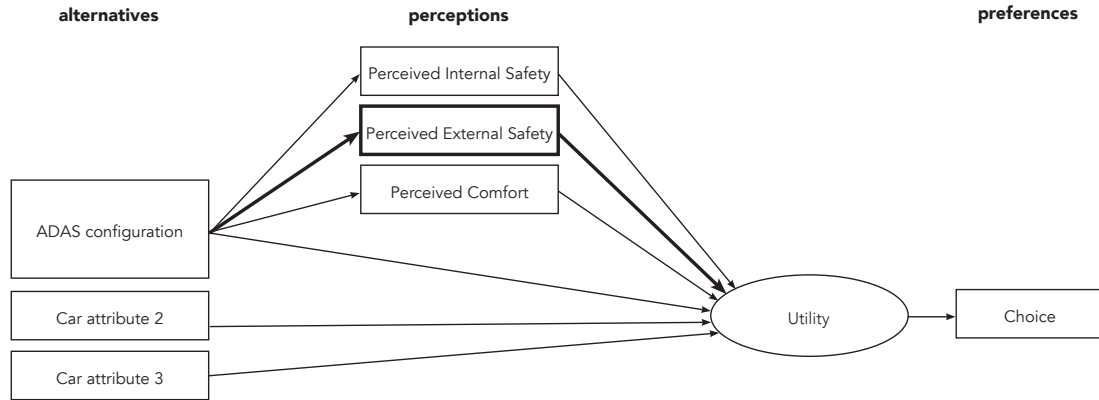 alternatives
perceptions
preferences
Perceived Internal Safety
Perceived External Safety
Perceived Comfort
ADAS configuration
Car attribute 2
Car attribute 3
Utility
Choice